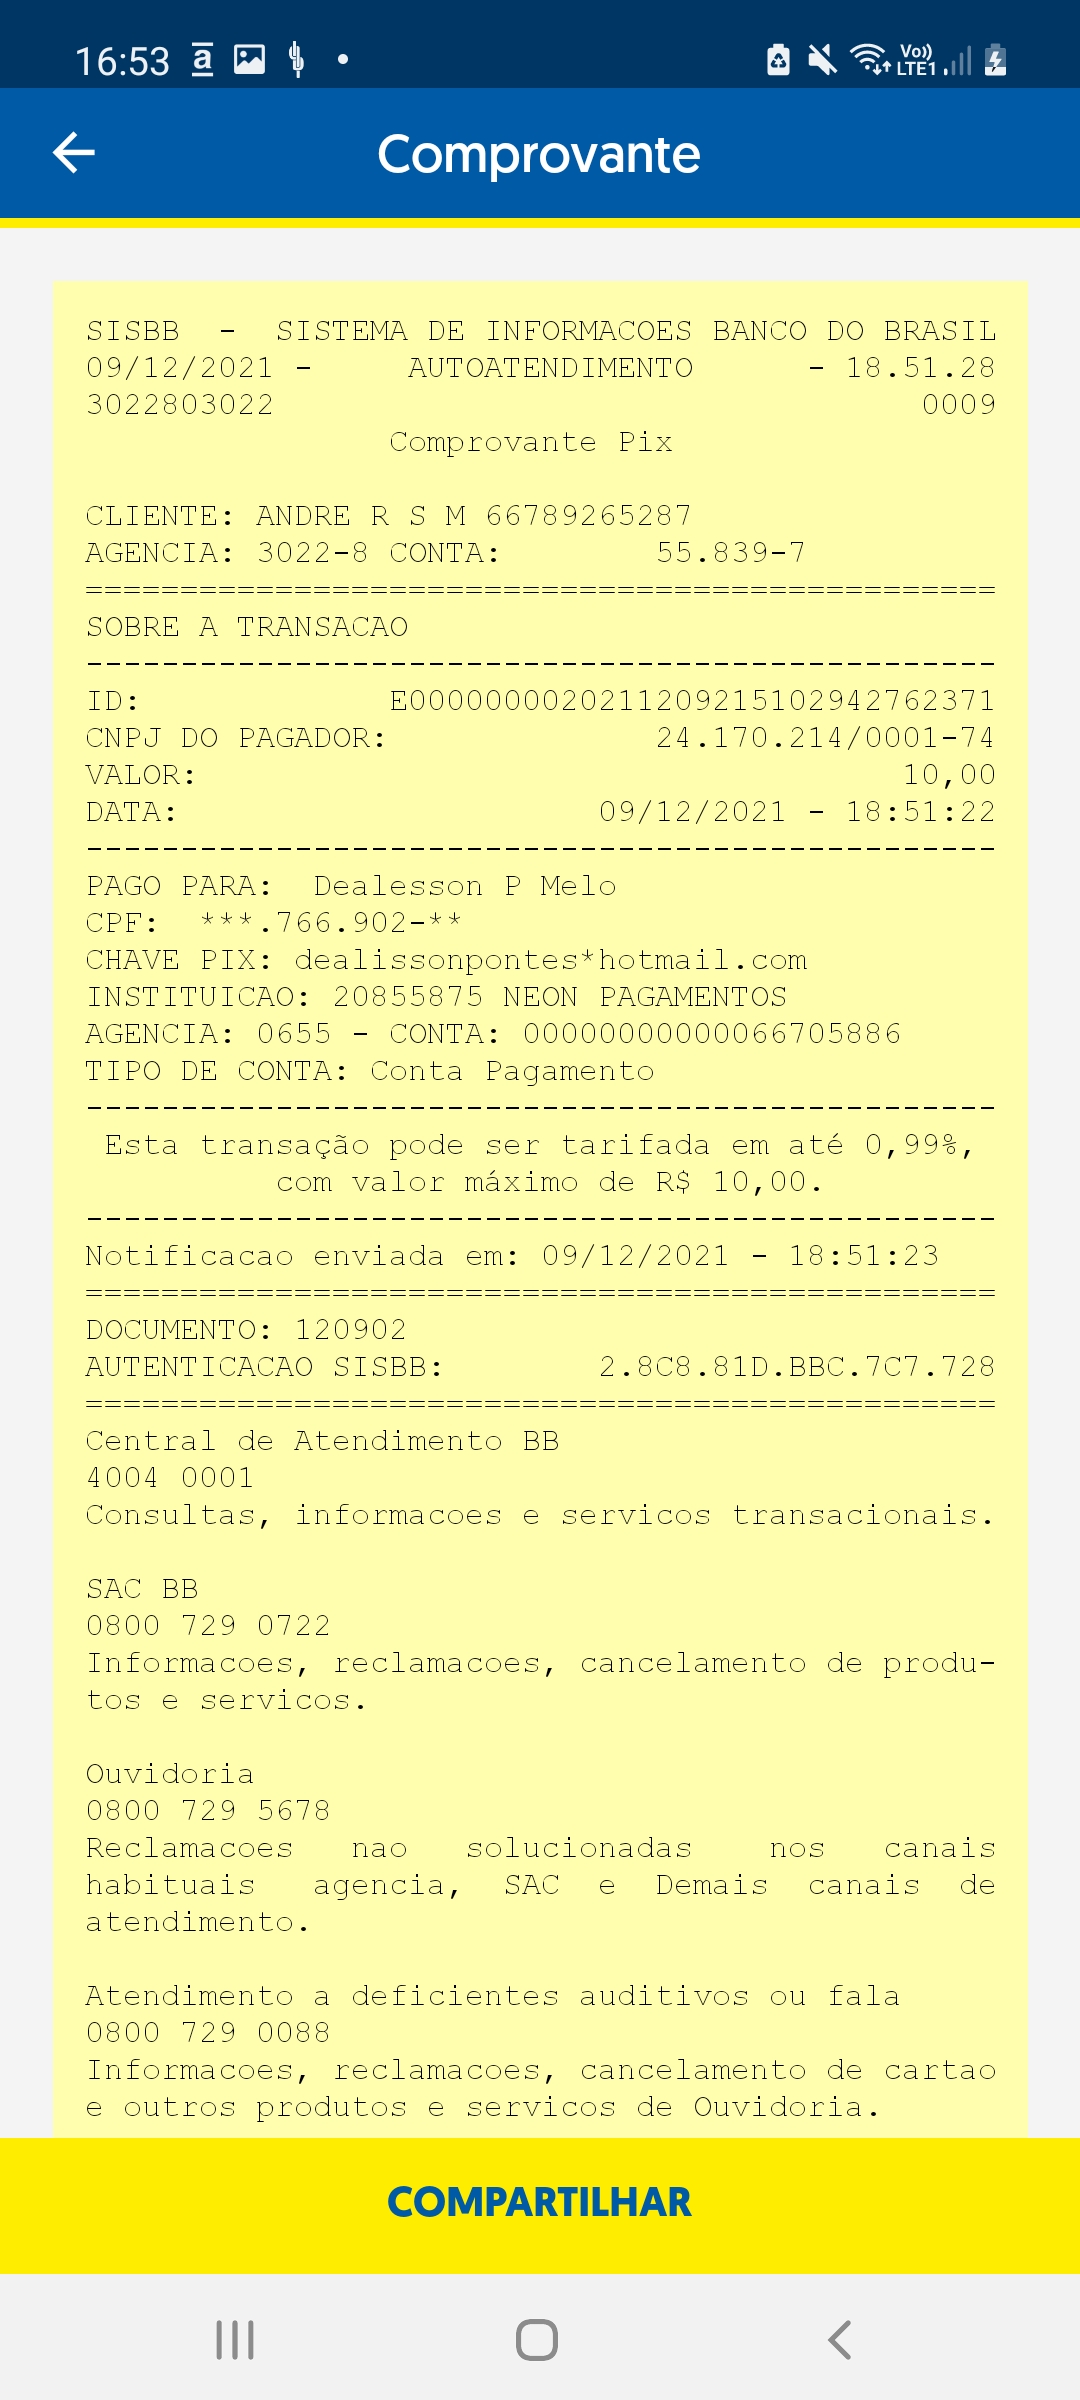 16:53 a Vo)) LTE1
Comprovante
SISBB - SISTEMA DE INFORMACOES BANCO DO BRASIL
09/12/2021 - AUTOATENDIMENTO - 18.51.28
3022803022 0009
Comprovante Pix
CLIENTE: ANDRE R S M 66789265287
AGENCIA: 3022-8 CONTA: 55.839-7
================================================
SOBRE A TRANSACAO
------------------------------------------------
ID: E0000000020211209215102942762371
CNPJ DO PAGADOR: 24.170.214/0001-74
VALOR: 10,00
DATA: 09/12/2021 - 18:51:22
------------------------------------------------
PAGO PARA: Dealesson P Melo
CPF: ***.766.902-**
CHAVE PIX: dealissonpontes*hotmail.com
INSTITUICAO: 20855875 NEON PAGAMENTOS
AGENCIA: 0655 - CONTA: 00000000000066705886
TIPO DE CONTA: Conta Pagamento
------------------------------------------------
Esta transação pode ser tarifada em até 0,99%,
com valor máximo de R$ 10,00.
------------------------------------------------
Notificacao enviada em: 09/12/2021 - 18:51:23
================================================
DOCUMENTO: 120902
AUTENTICACAO SISBB: 2.8C8.81D.BBC.7C7.728
================================================
Central de Atendimento BB
4004 0001
Consultas, informacoes e servicos transacionais.
SAC BB
0800 729 0722
Informacoes, reclamacoes, cancelamento de produ-
tos e servicos.
Ouvidoria
0800 729 5678
Reclamacoes nao solucionadas nos canais
habituais agencia, SAC e Demais canais de
atendimento.
Atendimento a deficientes auditivos ou fala
0800 729 0088
Informacoes, reclamacoes, cancelamento de cartao
e outros produtos e servicos de Ouvidoria.
COMPARTILHAR